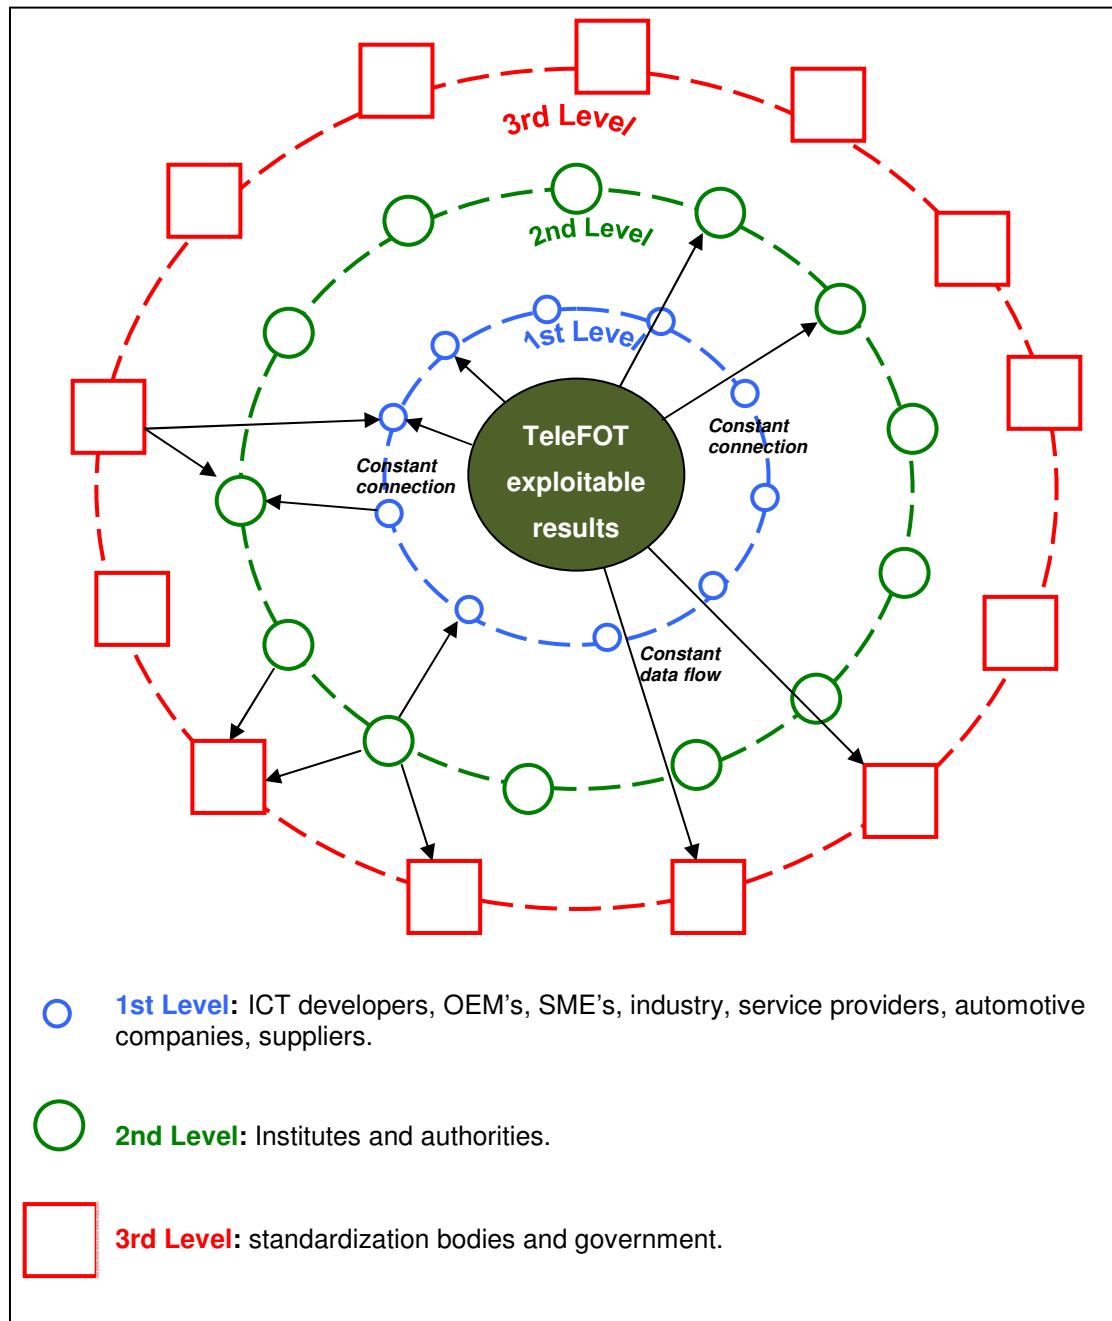 3rd Level
2nd Level
1st Level
TeleFOT
exploitable
results
Constant
connection
Constant
connection
Constant
data flow
1st Level: ICT developers, OEM's, SME's, industry, service providers, automotive
companies, suppliers.
2nd Level: Institutes and authorities.
3rd Level: standardization bodies and government.